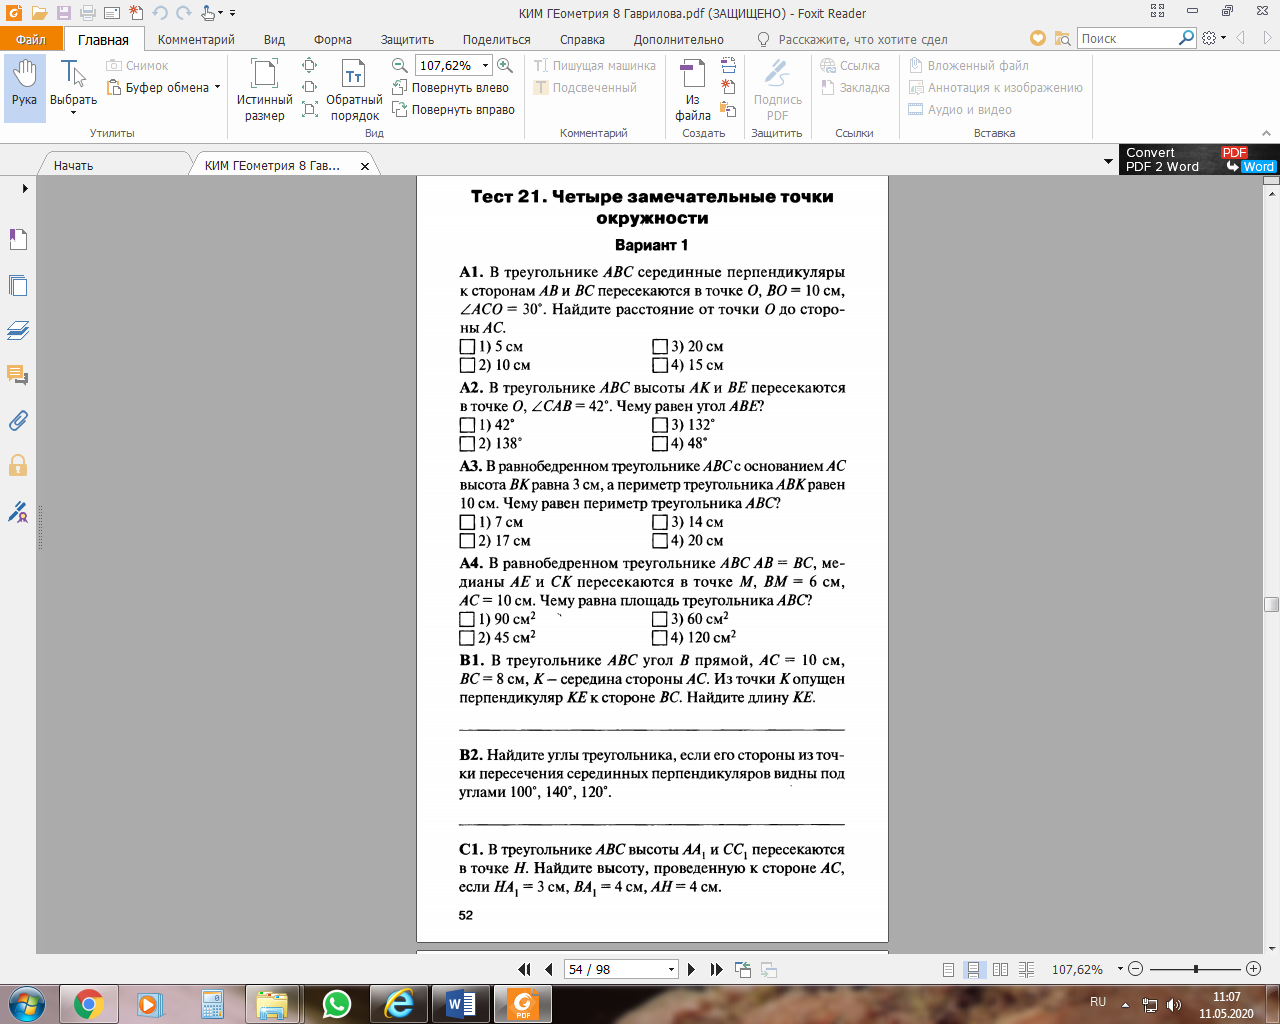 КИМ ГЕометрия 8 Гаврилова.pdf (ЗАЩИЩЕНО) - Foxit Reader
Файл Главная Комментарий Вид Форма Защитить Поделиться Справка Дополнительно Расскажите, что хотите сдел Поиск
Рука
Выбрать
Снимок
Буфер обмена
Утилиты
Истинный размер
Обратный порядок
107,62%
Повернуть влево
Повернуть вправо
Вид
Пишущая машинка
Подсвеченный
Комментарий
Из файла
Создать
Подпись PDF
Защитить
Ссылка
Закладка
Ссылки
Вложенный файл
Аннотация к изображению
Аудио и видео
Вставка
Начать
КИМ ГЕометрия 8 Гав...
Convert PDF
PDF 2 Word Word
Тест 21. Четыре замечательные точки
окружности
Вариант 1
А1. В треугольнике ABC серединные перпендикуляры
к сторонам AB и BC пересекаются в точке O, BO = 10 см,
∠ACO = 30°. Найдите расстояние от точки O до сторо-
ны AC.
1) 5 см 3) 20 см
2) 10 см 4) 15 см
А2. В треугольнике ABC высоты AK и BE пересекаются
в точке O, ∠CAB = 42°. Чему равен угол ABE?
1) 42° 3) 132°
2) 138° 4) 48°
А3. В равнобедренном треугольнике ABC с основанием AC
высота BK равна 3 см, а периметр треугольника ABK равен
10 см. Чему равен периметр треугольника ABC?
1) 7 см 3) 14 см
2) 17 см 4) 20 см
А4. В равнобедренном треугольнике ABC AB = BC, ме-
дианы AE и CK пересекаются в точке M, BM = 6 см,
AC = 10 см. Чему равна площадь треугольника ABC?
1) 90 см² 3) 60 см²
2) 45 см² 4) 120 см²
В1. В треугольнике ABC угол B прямой, AC = 10 см,
BC = 8 см, K – середина стороны AC. Из точки K опущен
перпендикуляр KE к стороне BC. Найдите длину KE.
В2. Найдите углы треугольника, если его стороны из точ-
ки пересечения серединных перпендикуляров видны под
углами 100°, 140°, 120°.
С1. В треугольнике ABC высоты AA₁ и CC₁ пересекаются
в точке H. Найдите высоту, проведенную к стороне AC,
если HA₁ = 3 см, BA₁ = 4 см, AH = 4 см.
52
54 / 98
107,62%
RU
11:07
11.05.2020